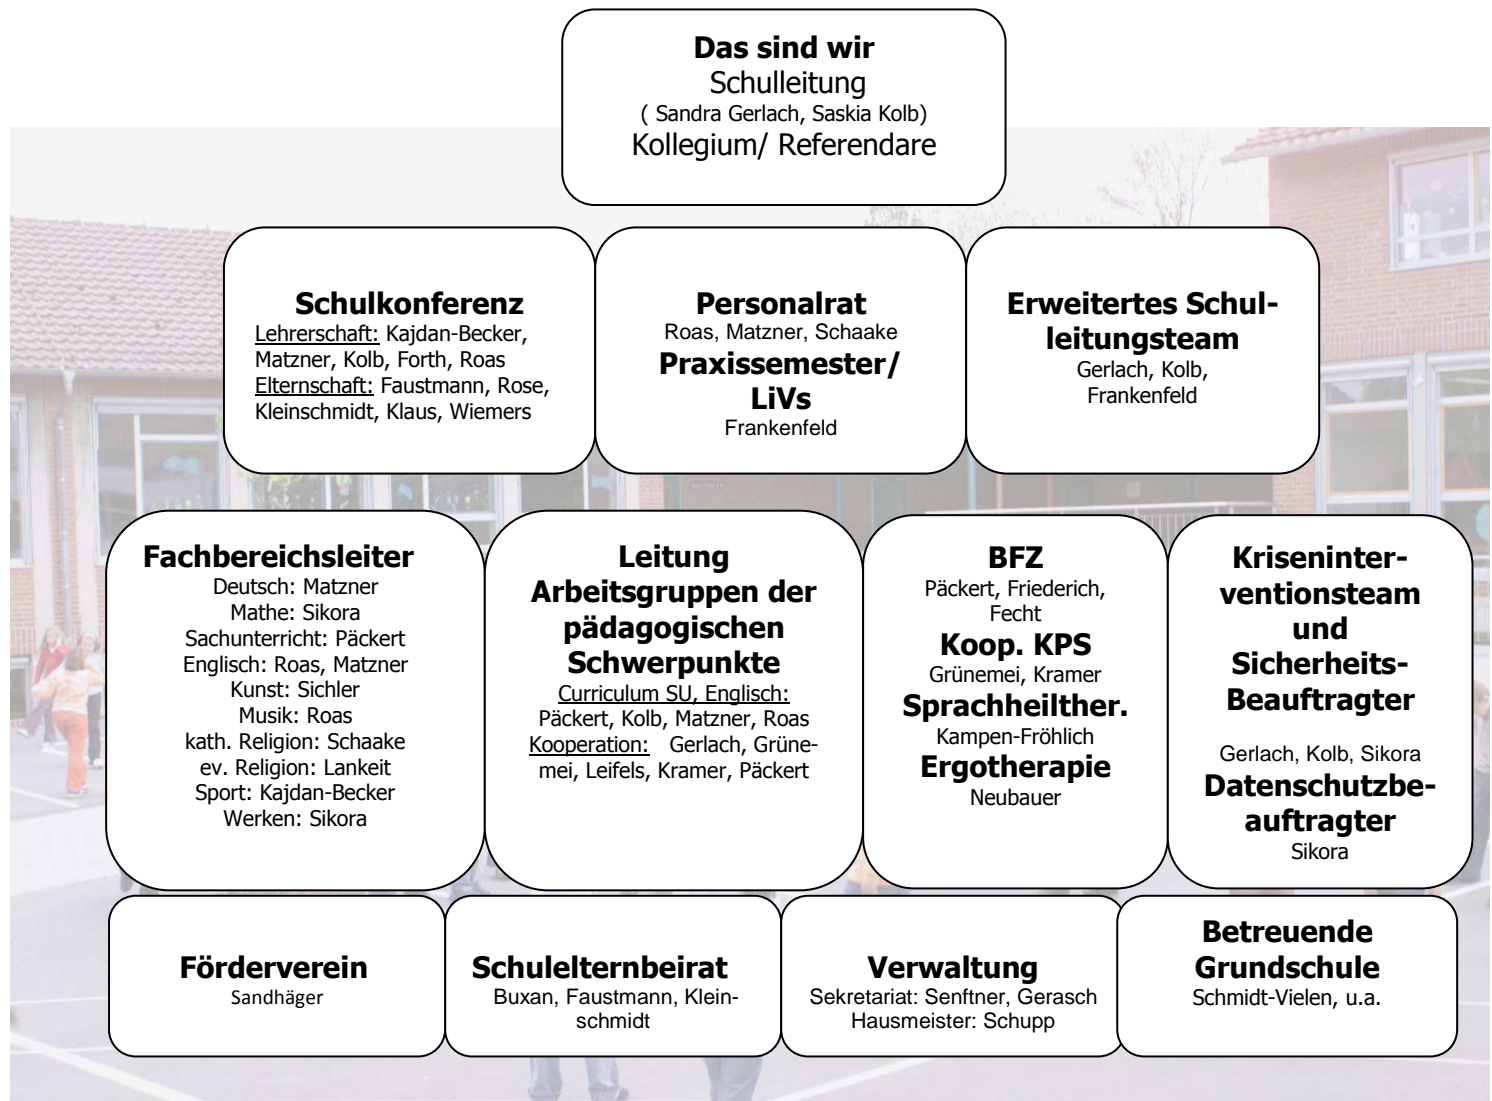 Das sind wir
Schulleitung
( Sandra Gerlach, Saskia Kolb)
Kollegium/ Referendare
Schulkonferenz
Lehrerschaft: Kajdan-Becker,
Matzner, Kolb, Forth, Roas
Elternschaft: Faustmann, Rose,
Kleinschmidt, Klaus, Wiemers
Personalrat
Roas, Matzner, Schaake
Praxissemester/
LiVs
Frankenfeld
Erweitertes Schul-
leitungsteam
Gerlach, Kolb,
Frankenfeld
Fachbereichsleiter
Deutsch: Matzner
Mathe: Sikora
Sachunterricht: Päckert
Englisch: Roas, Matzner
Kunst: Sichler
Musik: Roas
kath. Religion: Schaake
ev. Religion: Lankeit
Sport: Kajdan-Becker
Werken: Sikora
Leitung
Arbeitsgruppen der
pädagogischen
Schwerpunkte
Curriculum SU, Englisch:
Päckert, Kolb, Matzner, Roas
Kooperation: Gerlach, Grüne-
mei, Leifels, Kramer, Päckert
BFZ
Päckert, Friederich,
Fecht
Koop. KPS
Grünemei, Kramer
Sprachheilther.
Kampen-Fröhlich
Ergotherapie
Neubauer
Kriseninter-
ventionsteam
und
Sicherheits-
Beauftragter
Gerlach, Kolb, Sikora
Datenschutzbe-
auftragter
Sikora
Förderverein
Sandhäger
Schulelternbeirat
Buxan, Faustmann, Klein-
schmidt
Verwaltung
Sekretariat: Senftner, Gerasch
Hausmeister: Schupp
Betreuende
Grundschule
Schmidt-Vielen, u.a.